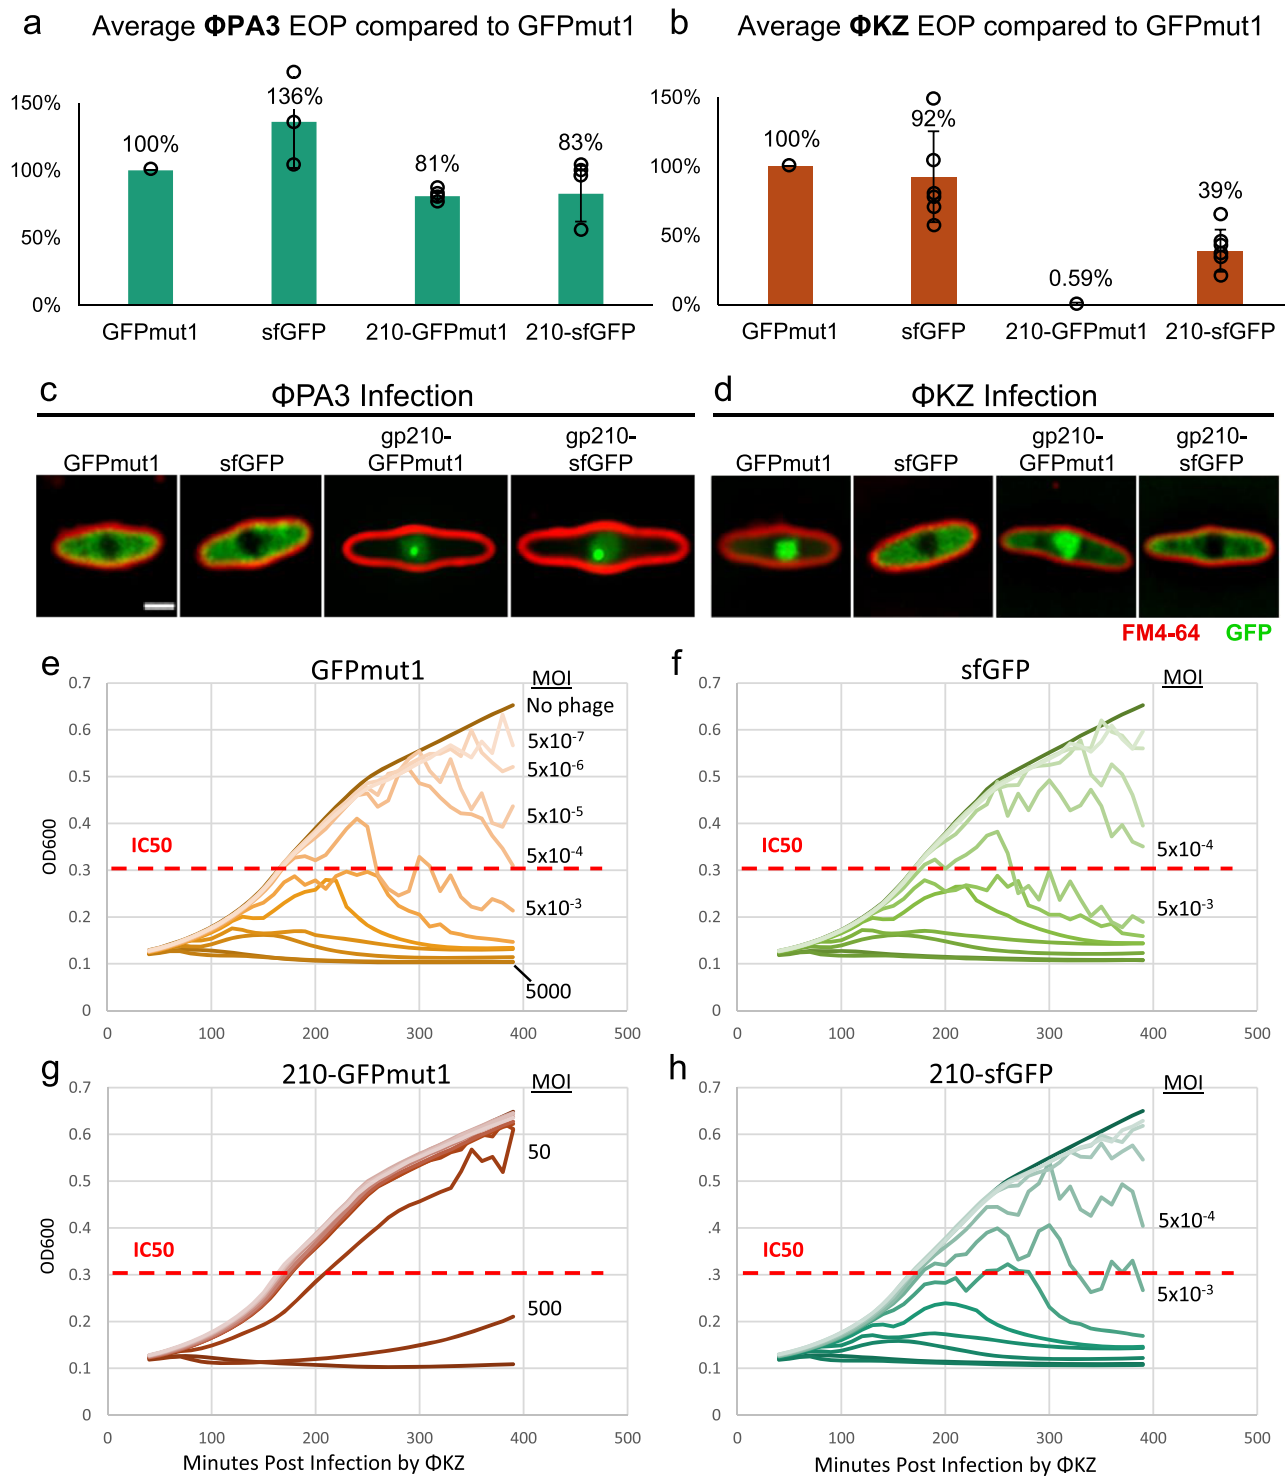 a Average ΦPA3 EOP compared to GFPmut1
150%
100%
50%
0%
100%
136%
81%
83%
GFPmut1 sfGFP 210-GFPmut1 210-sfGFP
b Average ΦKZ EOP compared to GFPmut1
150%
100%
50%
0%
100%
92%
0.59%
39%
GFPmut1 sfGFP 210-GFPmut1 210-sfGFP
c ΦPA3 Infection
GFPmut1
sfGFP
gp210-
GFPmut1
gp210-
sfGFP
d ΦKZ Infection
GFPmut1
sfGFP
gp210-
GFPmut1
gp210-
sfGFP
FM4-64 GFP
e GFPmut1
MOI
No phage
5x10⁻⁷
5x10⁻⁶
5x10⁻⁵
5x10⁻⁴
5x10⁻³
5000
IC50
OD600
0.7
0.6
0.5
0.4
0.3
0.2
0.1
0
0 100 200 300 400 500
f sfGFP
MOI
5x10⁻⁴
5x10⁻³
IC50
0.7
0.6
0.5
0.4
0.3
0.2
0.1
0
0 100 200 300 400 500
g 210-GFPmut1
MOI
50
500
IC50
OD600
0.7
0.6
0.5
0.4
.3
0.2
0.1
0
0 100 200 300 400 500
Minutes Post Infection by ΦKZ
h 210-sfGFP
MOI
5x10⁻⁴
5x10⁻³
IC50
0.7
0.6
0.5
.4
.3
0.2
0.1
0
0 100 200 300 400 500
Minutes Post Infection by ΦKZ